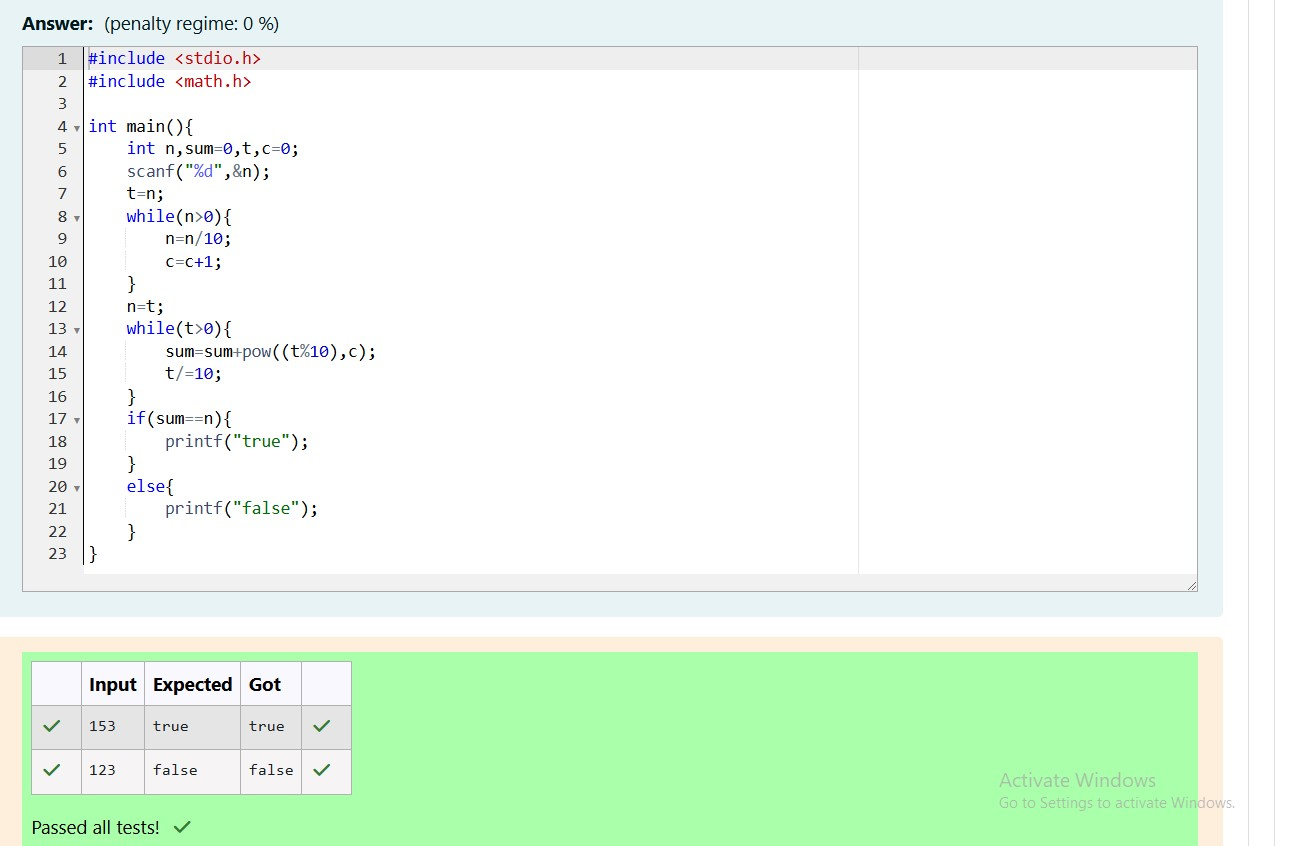 Answer: (penalty regime: 0 %)
1 #include <stdio.h>
2 #include <math.h>
3
4 int main(){
5     int n,sum=0,t,c=0;
6     scanf("%d",&n);
7     t=n;
8     while(n>0){
9         n=n/10;
10         c=c+1;
11     }
12     n=t;
13     while(t>0){
14         sum=sum+pow((t%10),c);
15         t/=10;
16     }
17     if(sum==n){
18         printf("true");
19     }
20     else{
21         printf("false");
22     }
23 }
Input Expected Got
153 true true
123 false false
Passed all tests!
Activate Windows
Go to Settings to activate Windows.